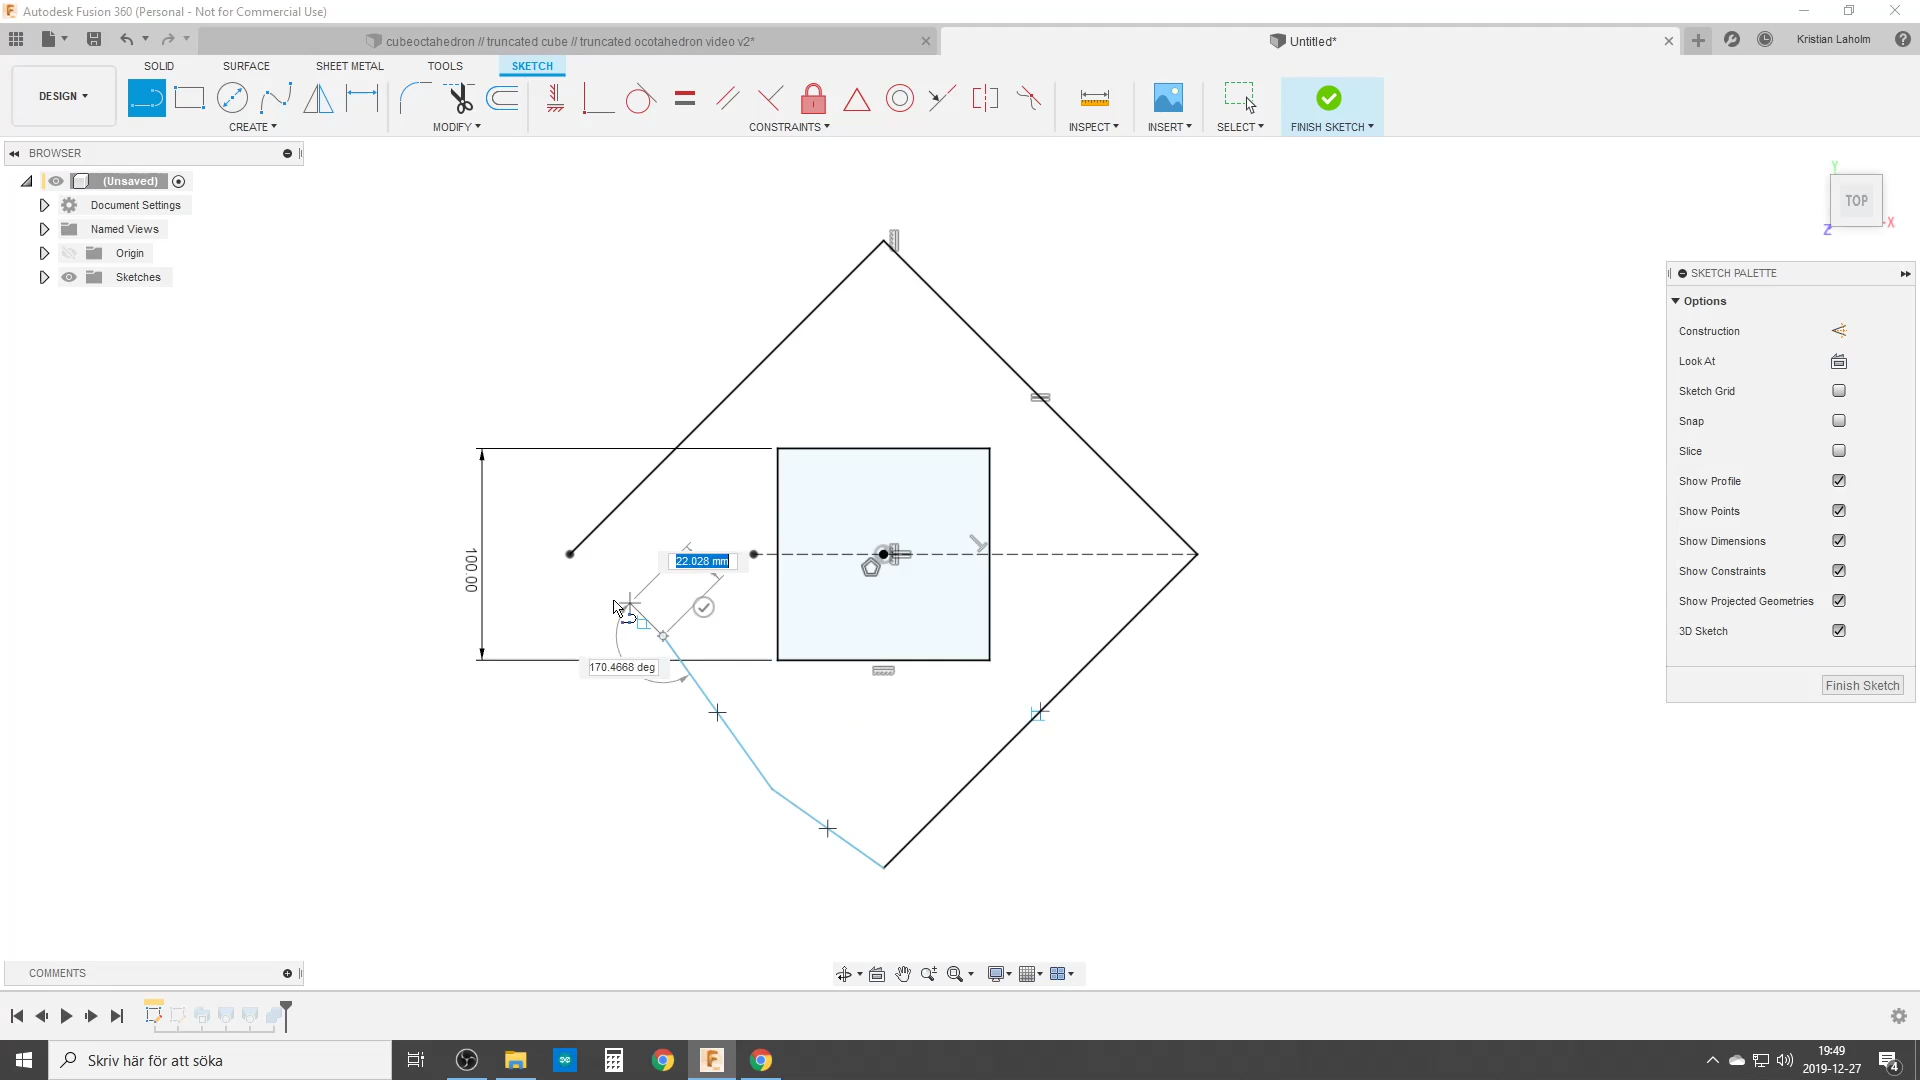 Autodesk Fusion 360 (Personal - Not for Commercial Use)
cubeoctahedron // truncated cube // truncated ocotahedron video v2*
Untitled*
Kristian Laholm
DESIGN
SOLID
SURFACE
SHEET METAL
TOOLS
SKETCH
CREATE
MODIFY
CONSTRAINTS
INSPECT
INSERT
SELECT
FINISH SKETCH
BROWSER
(Unsaved)
Document Settings
Named Views
Origin
Sketches
Y
TOP
X
Z
SKETCH PALETTE
Options
Construction
Look At
Sketch Grid
Snap
Slice
Show Profile
Show Points
Show Dimensions
Show Constraints
Show Projected Geometries
3D Sketch
Finish Sketch
100.00
22.028 mm
170.4668 deg
COMMENTS
Skriv här för att söka
19:49
2019-12-27
4